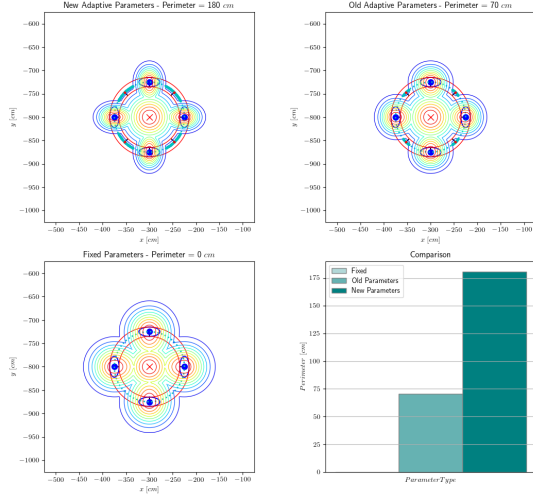 New Adaptive Parameters - Perimeter = 180 cm
Old Adaptive Parameters - Perimeter = 70 cm
−575
−600
−650
−700
−750
−800
−850
−900
−950
−1000
y [cm]
−500 −450 −400 −350 −300 −250 −200 −150 −100
x [cm]
−600
−650
−700
−750
−800
−850
−900
−950
−1000
y [cm]
−500 −450 −400 −350 −300 −250 −200 −150 −100
x [cm]
Fixed Parameters - Perimeter = 0 cm
Comparison
−600
−650
−700
−750
−800
−850
−900
−950
−1000
y [cm]
−500 −450 −400 −350 −300 −250 −200 −150 −100
x [cm]
Fixed
Old Parameters
New Parameters
175
150
125
100
75
50
25
0
Perimeter [cm]
ParameterType